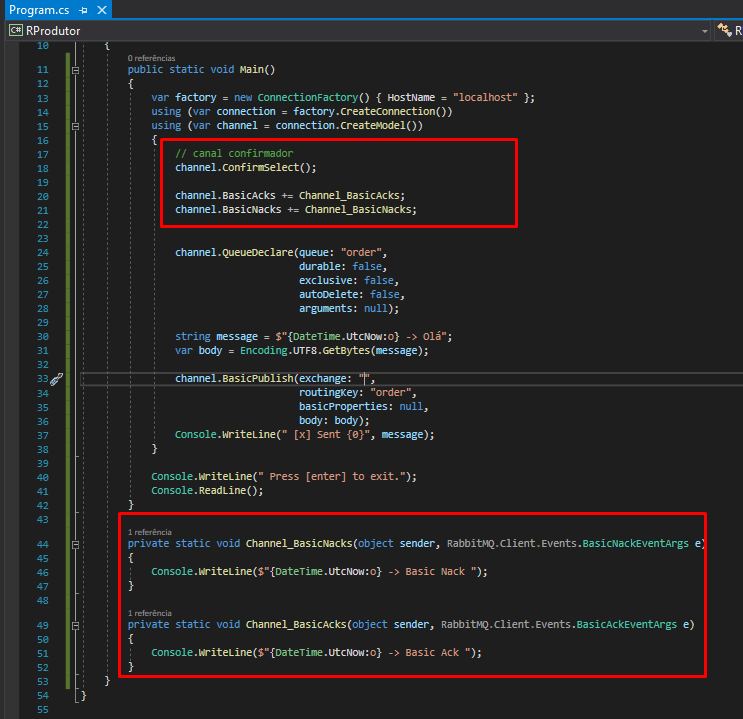 Program.cs
C# RProdutor
R
10 {
0 referências
11 public static void Main()
12 {
13 var factory = new ConnectionFactory() { HostName = "localhost" };
14 using (var connection = factory.CreateConnection())
15 using (var channel = connection.CreateModel())
16 {
17 // canal confirmador
18 channel.ConfirmSelect();
19
20 channel.BasicAcks += Channel_BasicAcks;
21 channel.BasicNacks += Channel_BasicNacks;
22
23
24 channel.QueueDeclare(queue: "order",
25 durable: false,
26 exclusive: false,
27 autoDelete: false,
28 arguments: null);
29
30 string message = $"{DateTime.UtcNow:o} -> Olá";
31 var body = Encoding.UTF8.GetBytes(message);
32
33 channel.BasicPublish(exchange: "",
34 routingKey: "order",
35 basicProperties: null,
36 body: body);
37 Console.WriteLine(" [x] Sent {0}", message);
38 }
39
40 Console.WriteLine(" Press [enter] to exit.");
41 Console.ReadLine();
42 }
43
1 referência
44 private static void Channel_BasicNacks(object sender, RabbitMQ.Client.Events.BasicNackEventArgs e)
45 {
46 Console.WriteLine($"{DateTime.UtcNow:o} -> Basic Nack ");
47 }
48
1 referência
49 private static void Channel_BasicAcks(object sender, RabbitMQ.Client.Events.BasicAckEventArgs e)
50 {
51 Console.WriteLine($"{DateTime.UtcNow:o} -> Basic Ack ");
52 }
53 }
54 }
55